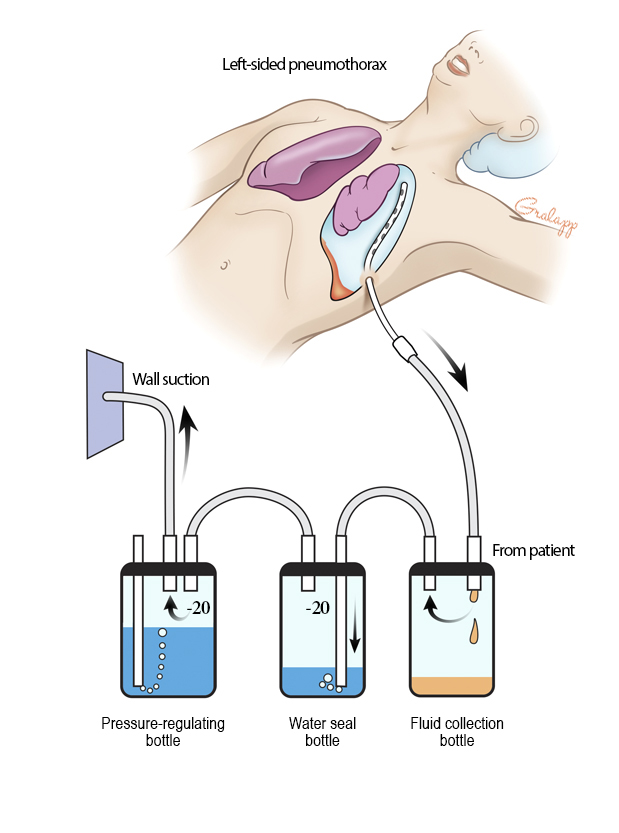 Left-sided pneumothorax
Gralapp
Wall suction
From patient
-20
-20
Pressure-regulating
bottle
Water seal
bottle
Fluid collection
bottle